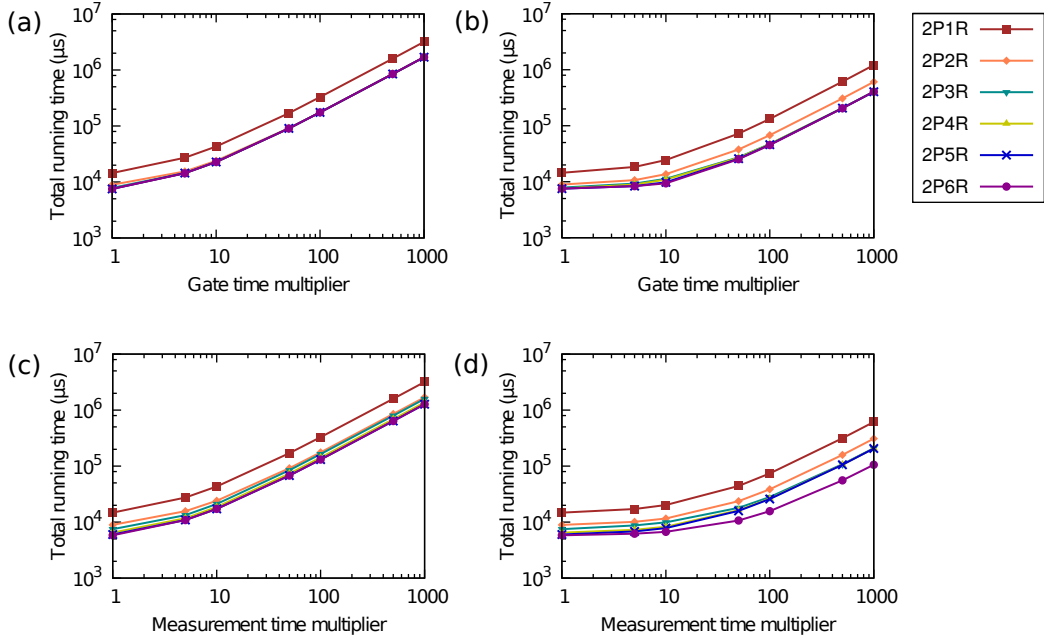 (a)
Total running time (μs)
10^7
10^6
10^5
10^4
10^3
1 10 100 1000
Gate time multiplier
(b)
Total running time (μs)
10^7
10^6
10^5
10^4
10^3
1 10 100 1000
Gate time multiplier
2P1R
2P2R
2P3R
2P4R
2P5R
2P6R
(c)
Total running time (μs)
10^7
10^6
10^5
10^4
10^3
1 10 100 1000
Measurement time multiplier
(d)
Total running time (μs)
10^7
10^6
10^5
10^4
10^3
1 10 100 1000
Measurement time multiplier